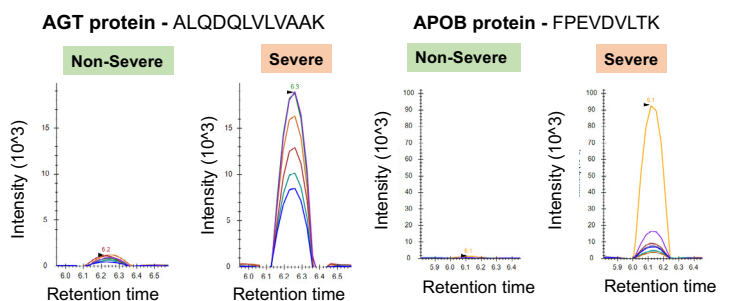 AGT protein - ALQDQLVLVAAK
APOB protein - FPEVDVLTK
Non-Severe
Severe
Non-Severe
Severe
Intensity (10^3)
15
10
5
0
6.2
6.0 6.1 6.2 6.3 6.4 6.5
Retention time
Intensity (10^3)
15
10
5
0
6.3
6.0 6.1 6.2 6.3 6.4 6.5
Retention time
Intensity (10^3)
100
90
80
70
60
50
40
30
20
10
0
6.1
5.9 6.0 6.1 6.2 6.3 6.4
Retention time
Intensity (10^3)
100
90
80
70
60
50
40
30
20
10
0
6.1
5.9 6.0 6.1 6.2 6.3 6.4
Retention time